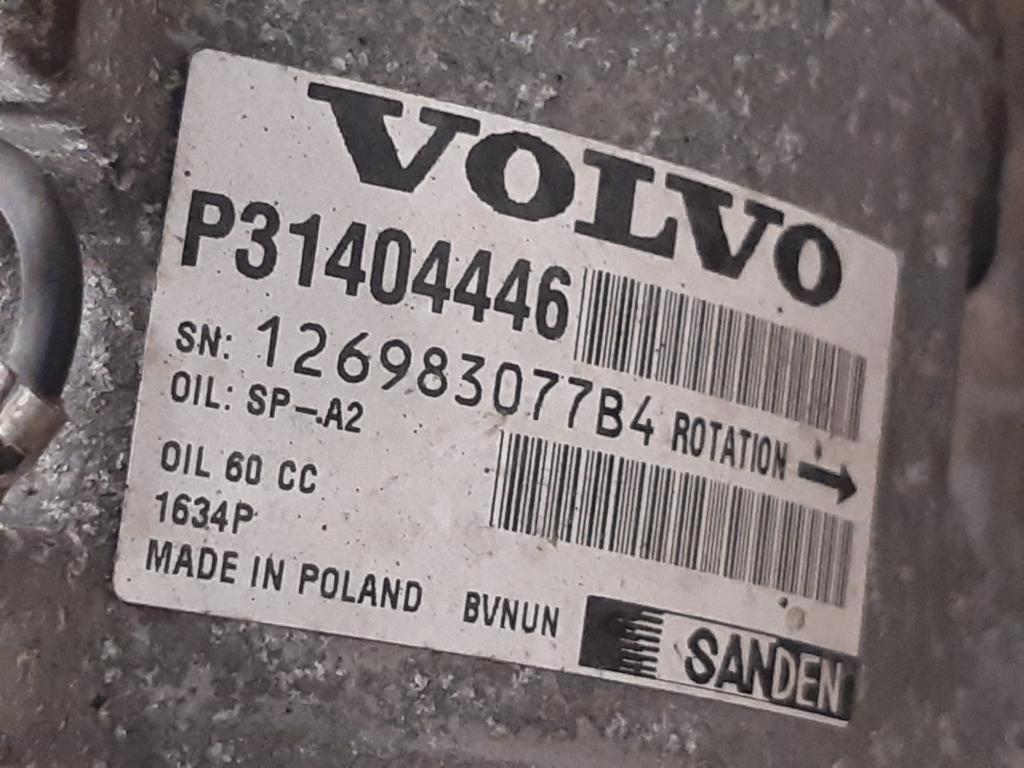 VOLVO
P31404446
SN: 126983077B4 ROTATION →
OIL: SP-A2
OIL 60 CC
1634P
MADE IN POLAND BVNUN
SANDEN